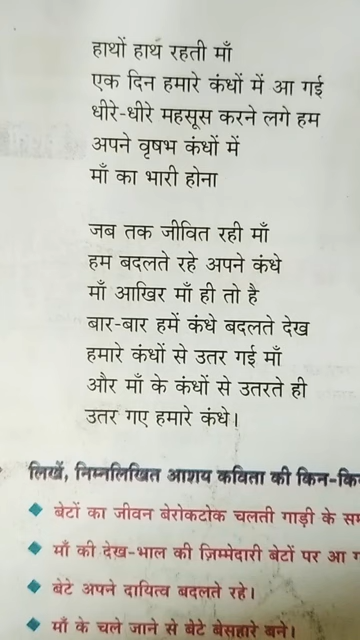 हाथों हाथ रहती माँ
एक दिन हमारे कंधों में आ गई
धीरे-धीरे महसूस करने लगे हम
अपने वृषभ कंधों में
माँ का भारी होना
जब तक जीवित रही माँ
हम बदलते रहे अपने कंधे
माँ आखिर माँ ही तो है
बार-बार हमें कंधे बदलते देख
हमारे कंधों से उतर गई माँ
और माँ के कंधों से उतरते ही
उतर गए हमारे कंधे।
लिखें, निम्नलिखित आशय कविता की किन-कि
बेटों का जीवन बेरोकटोक चलती गाड़ी के
माँ की देख-भाल की ज़िम्मेदारी बेटों पर आ
बेटे अपने दायित्व बदलते रहे।
माँ के चले जाने से बेटे बेसहारे बने।